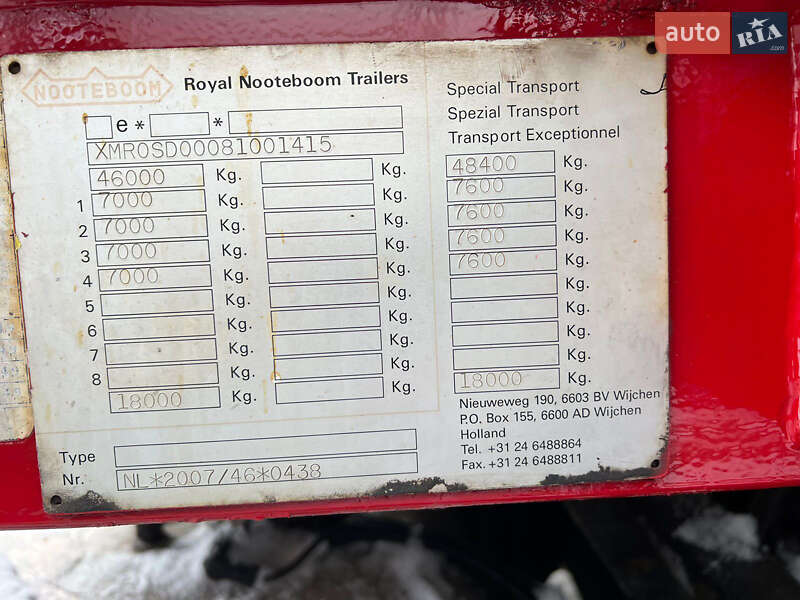 auto RIA .com
NOOTEBOOM Royal Nooteboom Trailers
Special Transport
Spezial Transport
Transport Exceptionnel
e * *
XMR0SD00081001415
46000 Kg. Kg. 48400 Kg.
1 7000 Kg. Kg. 7600 Kg.
2 7000 Kg. Kg. 7600 Kg.
3 7000 Kg. Kg. 7600 Kg.
4 7000 Kg. Kg. 7600 Kg.
5 Kg. Kg. Kg.
6 Kg. Kg. Kg.
7 Kg. Kg. Kg.
8 Kg. Kg. Kg.
18000 Kg. Kg. 18000 Kg.
Type
Nr. NL*2007/46*0438
Nieuweweg 190, 6603 BV Wijchen
P.O. Box 155, 6600 AD Wijchen
Holland
Tel. +31 24 6488864
Fax. +31 24 6488811